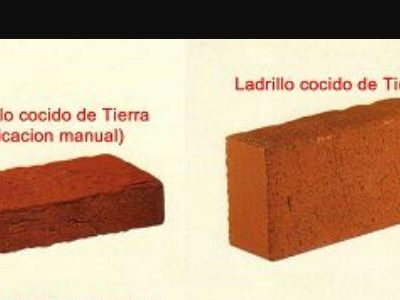 lo cocido de Tierra
icacion manual)
Ladrillo cocido de Ti